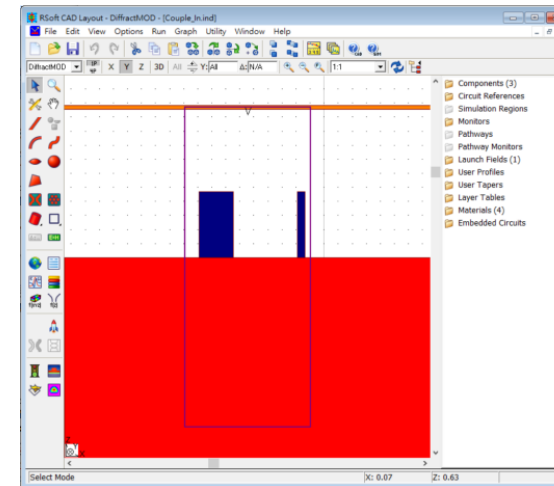 RSoft CAD Layout - DiffractMOD - [Couple_In.ind]
File Edit View Options Run Graph Utility Window Help
DiffractMOD X Y Z 3D All Y: All Δ: N/A 1:1
Components (3)
Circuit References
Simulation Regions
Monitors
Pathways
Pathway Monitors
Launch Fields (1)
User Profiles
User Tapers
Layer Tables
Materials (4)
Embedded Circuits
Select Mode X: 0.07 Z: 0.63